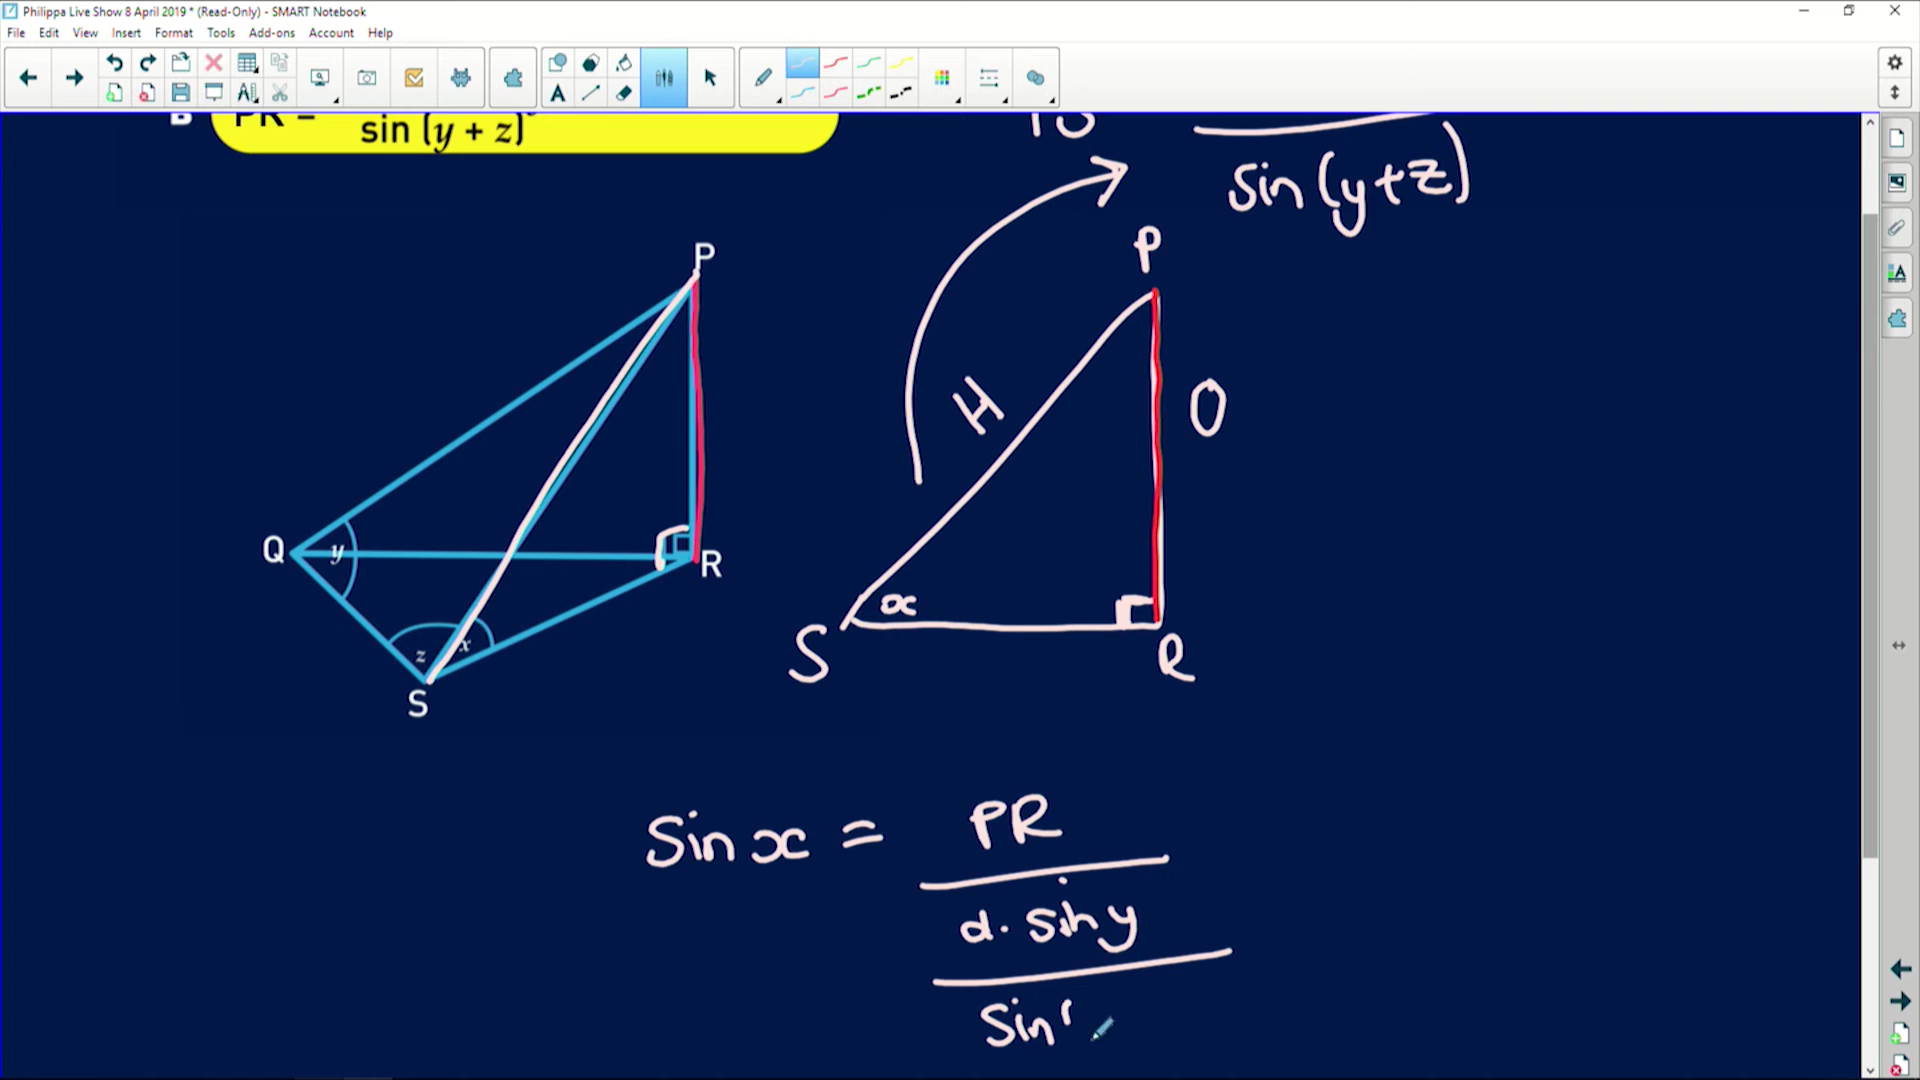 Philippa Live Show 8 April 2019 * (Read-Only) - SMART Notebook
File Edit View Insert Format Tools Add-ons Account Help
sin (y + z)
sin(y+z)
P
P
H
O
Q
y
R
x
z
x
S
S
R
Sin x = PR
d. sin y
Sin (